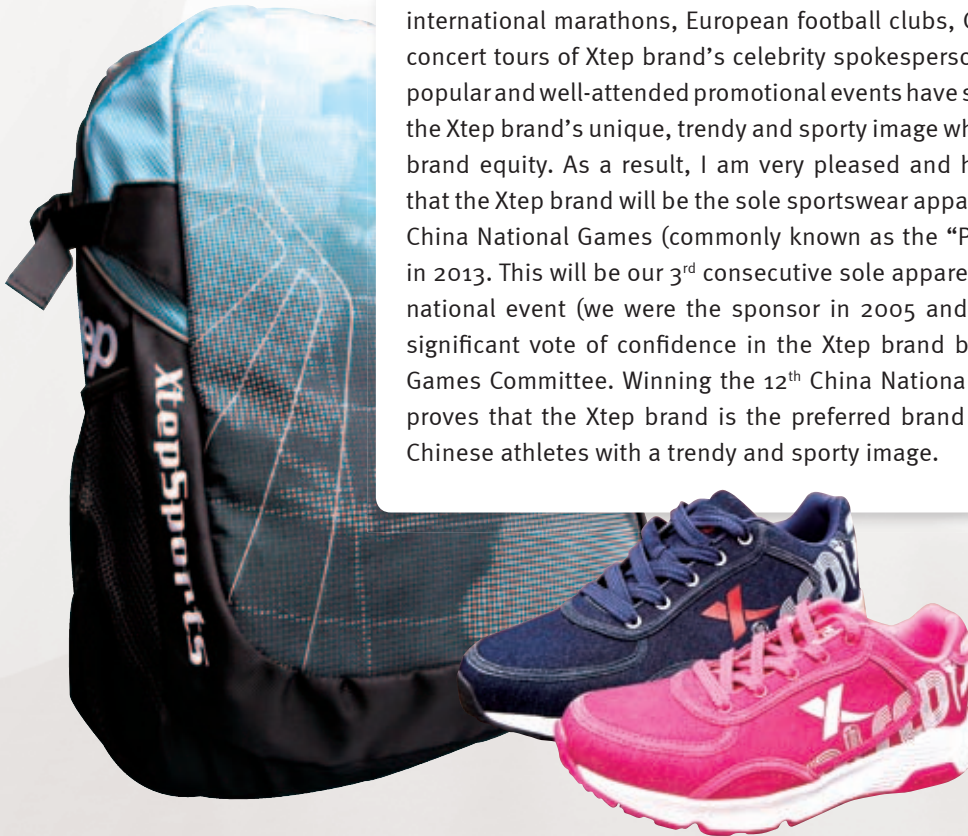 international marathons, European football clubs,
concert tours of Xtep brand's celebrity
popular and well-attended promotional events have
the Xtep brand's unique, trendy and sporty image
brand equity. As a result, I am very pleased and
that the Xtep brand will be the sole sportswear
China National Games (commonly known as the
in 2013. This will be our 3rd consecutive sole
national event (we were the sponsor in 2005 and
significant vote of confidence in the Xtep brand
Games Committee. Winning the 12th China
proves that the Xtep brand is the preferred brand
Chinese athletes with a trendy and sporty image.
XtepSports